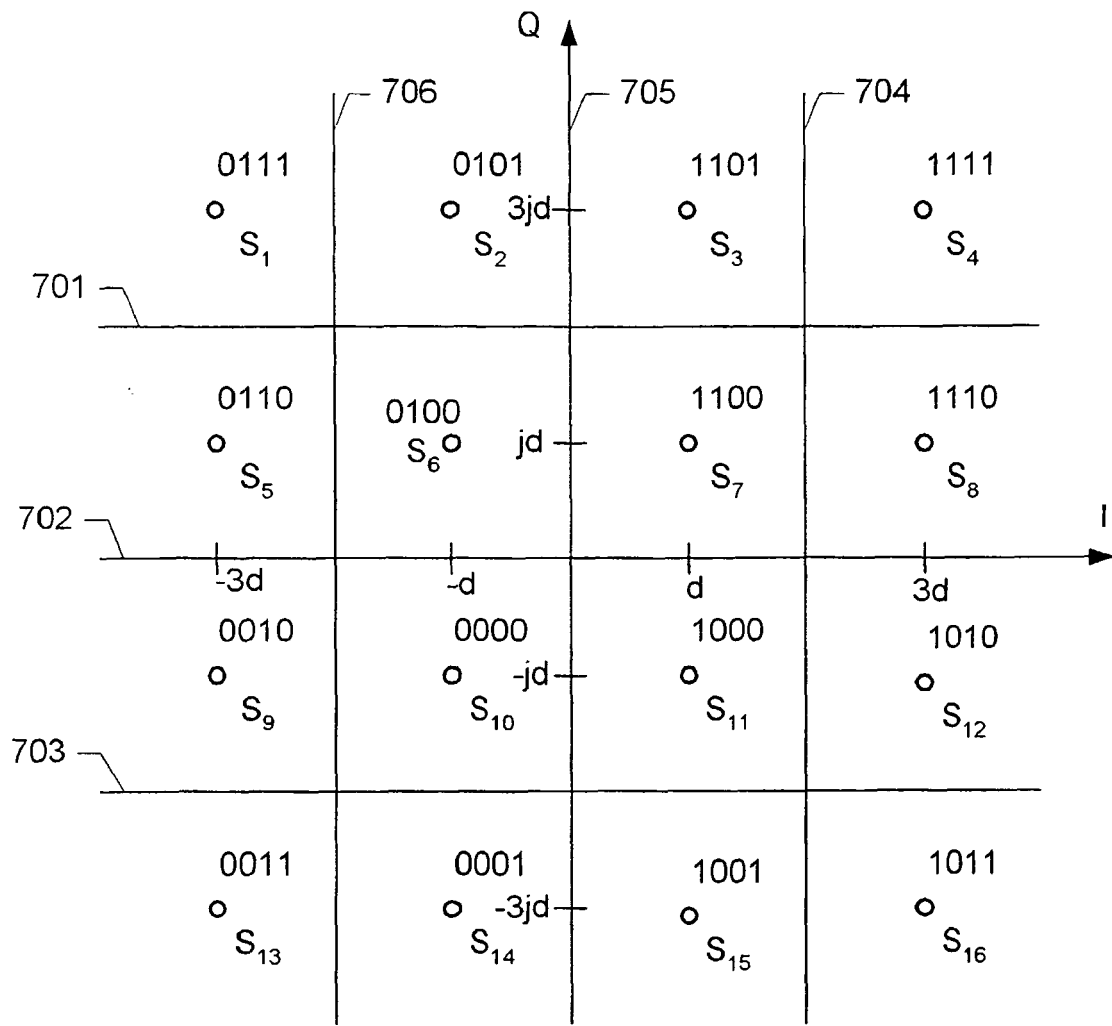 Q
706 705 704
0111 0101 1101 1111
3jd
S₁ S₂ S₃ S₄
701
0110 0100 1100 1110
jd
S₅ S₆ S₇ S₈
702
I
-3d -d d 3d
0010 0000 1000 1010
-jd
S₉ S₁₀ S₁₁ S₁₂
703
0011 0001 1001 1011
-3jd
S₁₃ S₁₄ S₁₅ S₁₆